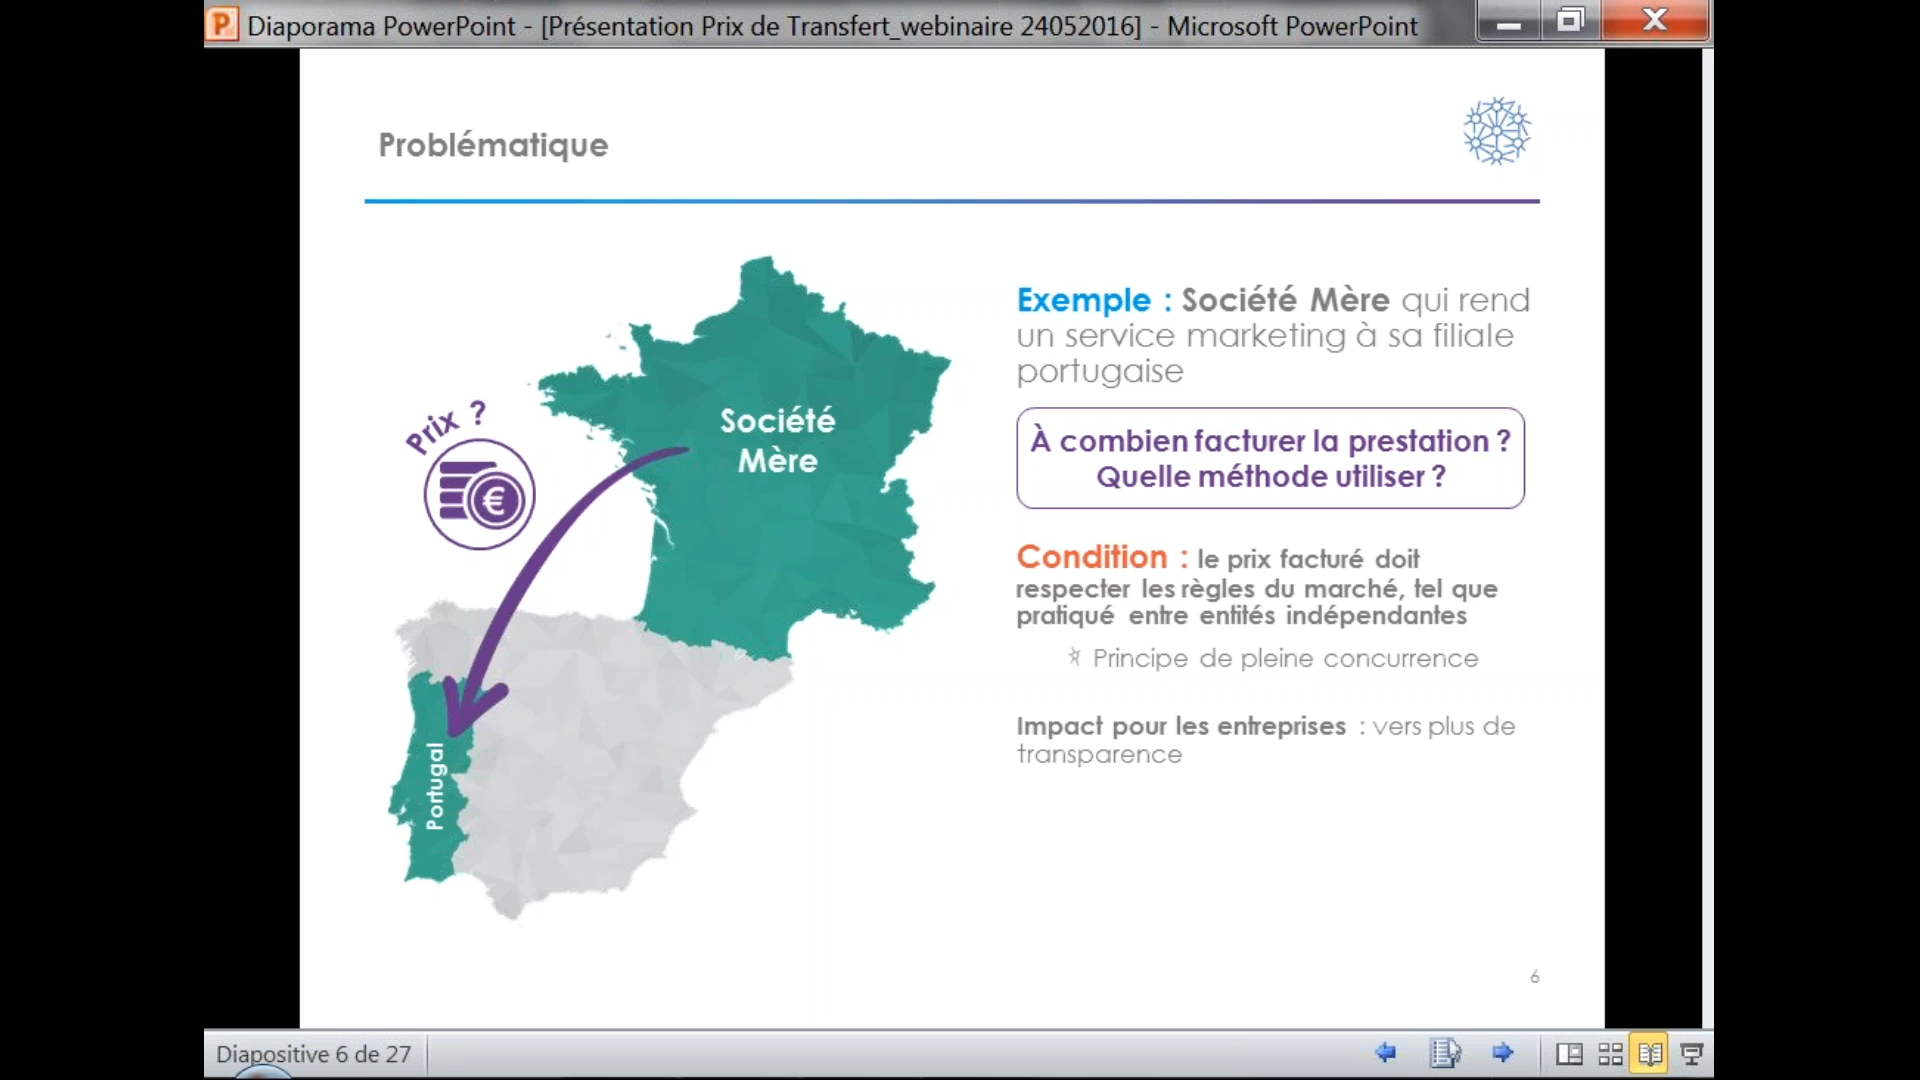 Diaporama PowerPoint - [Présentation Prix de Transfert_webinaire 24052016] - Microsoft PowerPoint
Problématique
Prix ?
€
Société
Mère
Portugal
Exemple : Société Mère qui rend
un service marketing à sa filiale
portugaise
À combien facturer la prestation ?
Quelle méthode utiliser ?
Condition : le prix facturé doit
respecter les règles du marché, tel que
pratiqué entre entités indépendantes
Principe de pleine concurrence
Impact pour les entreprises : vers plus de
transparence
6
Diapositive 6 de 27